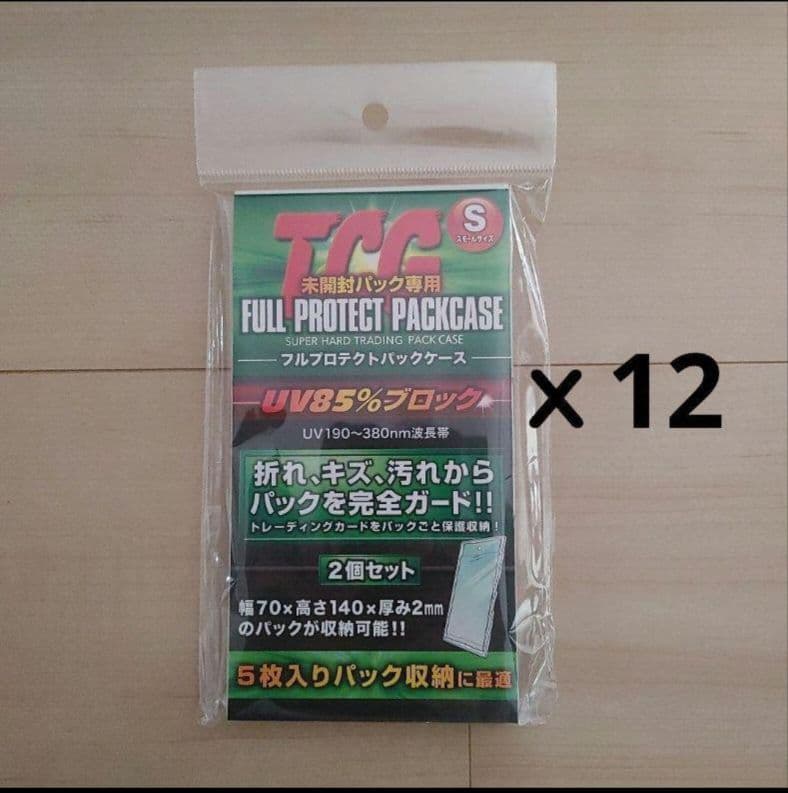 TCG
S
スモールサイズ
未開封パック専用
FULL PROTECT PACKCASE
SUPER HARD TRADING PACK CASE
フルプロテクトパックケース
UV85%ブロック
UV190〜380nm波長帯
x 12
折れ、キズ、汚れから
パックを完全ガード!!
トレーディングカードをパックごと保護収納!
2個セット
幅70×高さ140×厚み2mm
のパックが収納可能!!
5枚入りパック収納に最適